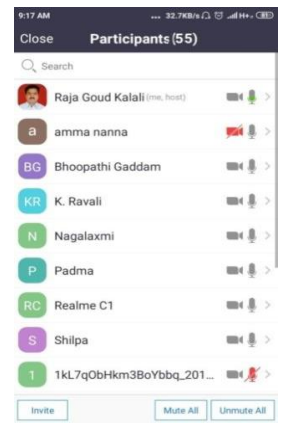 9:17 AM ... 32.7KB/s H+
Close Participants (55)
Search
Raja Goud Kalali (me, host)
a amma nanna
BG Bhoopathi Gaddam
KR K. Ravali
N Nagalaxmi
P Padma
RC Realme C1
S Shilpa
1 1kL7qObHkm3BoYbbq_201...
Invite Mute All Unmute All